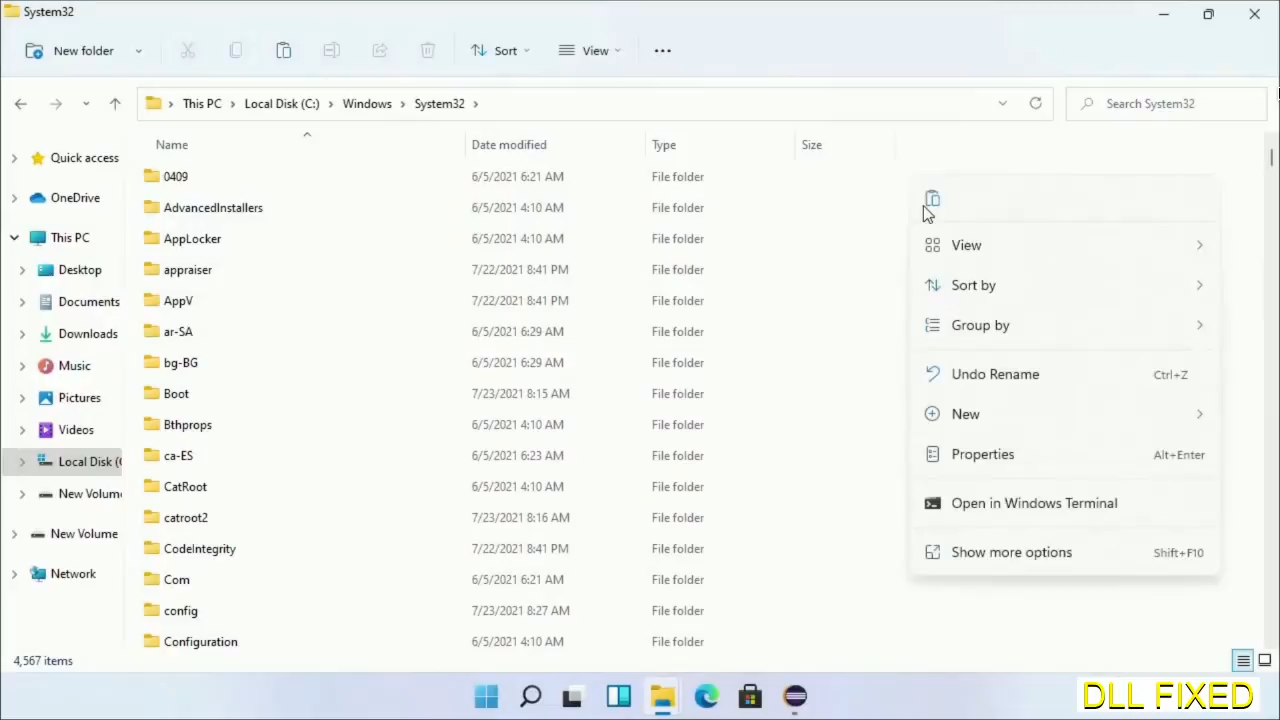 System32
New folder
Sort
View
This PC
Local Disk (C:)
Windows
System32
Search System32
Name
Date modified
Type
Size
Quick access
OneDrive
This PC
Desktop
Documents
Downloads
Music
Pictures
Videos
Local Disk (
New Volum
New Volume
Network
0409 6/5/2021 6:21 AM File folder
AdvancedInstallers 6/5/2021 4:10 AM File folder
AppLocker 6/5/2021 4:10 AM File folder
appraiser 7/22/2021 8:41 PM File folder
AppV 7/22/2021 8:41 PM File folder
ar-SA 6/5/2021 6:29 AM File folder
bg-BG 6/5/2021 6:29 AM File folder
Boot 7/23/2021 8:15 AM File folder
Bthprops 6/5/2021 4:10 AM File folder
ca-ES 6/5/2021 6:23 AM File folder
CatRoot 6/5/2021 4:10 AM File folder
catroot2 7/23/2021 8:16 AM File folder
CodeIntegrity 7/22/2021 8:41 PM File folder
Com 6/5/2021 6:21 AM File folder
config 7/23/2021 8:27 AM File folder
Configuration 6/5/2021 4:10 AM File folder
View
Sort by
Group by
Undo Rename Ctrl+Z
New
Properties Alt+Enter
Open in Windows Terminal
Show more options Shift+F10
4,567 items
DLL FIXED